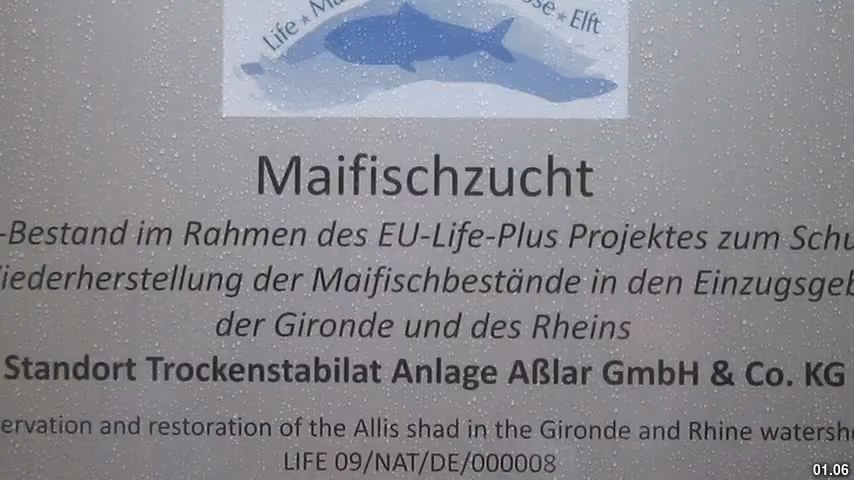 Life ★ Ma
★ Elft
Maifischzucht
-Bestand im Rahmen des EU-Life-Plus Projektes zum Schu
iederherstellung der Maifischbestände in den Einzugsgeb
der Gironde und des Rheins
Standort Trockenstabilat Anlage Aßlar GmbH & Co. KG
ervation and restoration of the Allis shad in the Gironde and Rhine watersh
LIFE 09/NAT/DE/000008
01.06